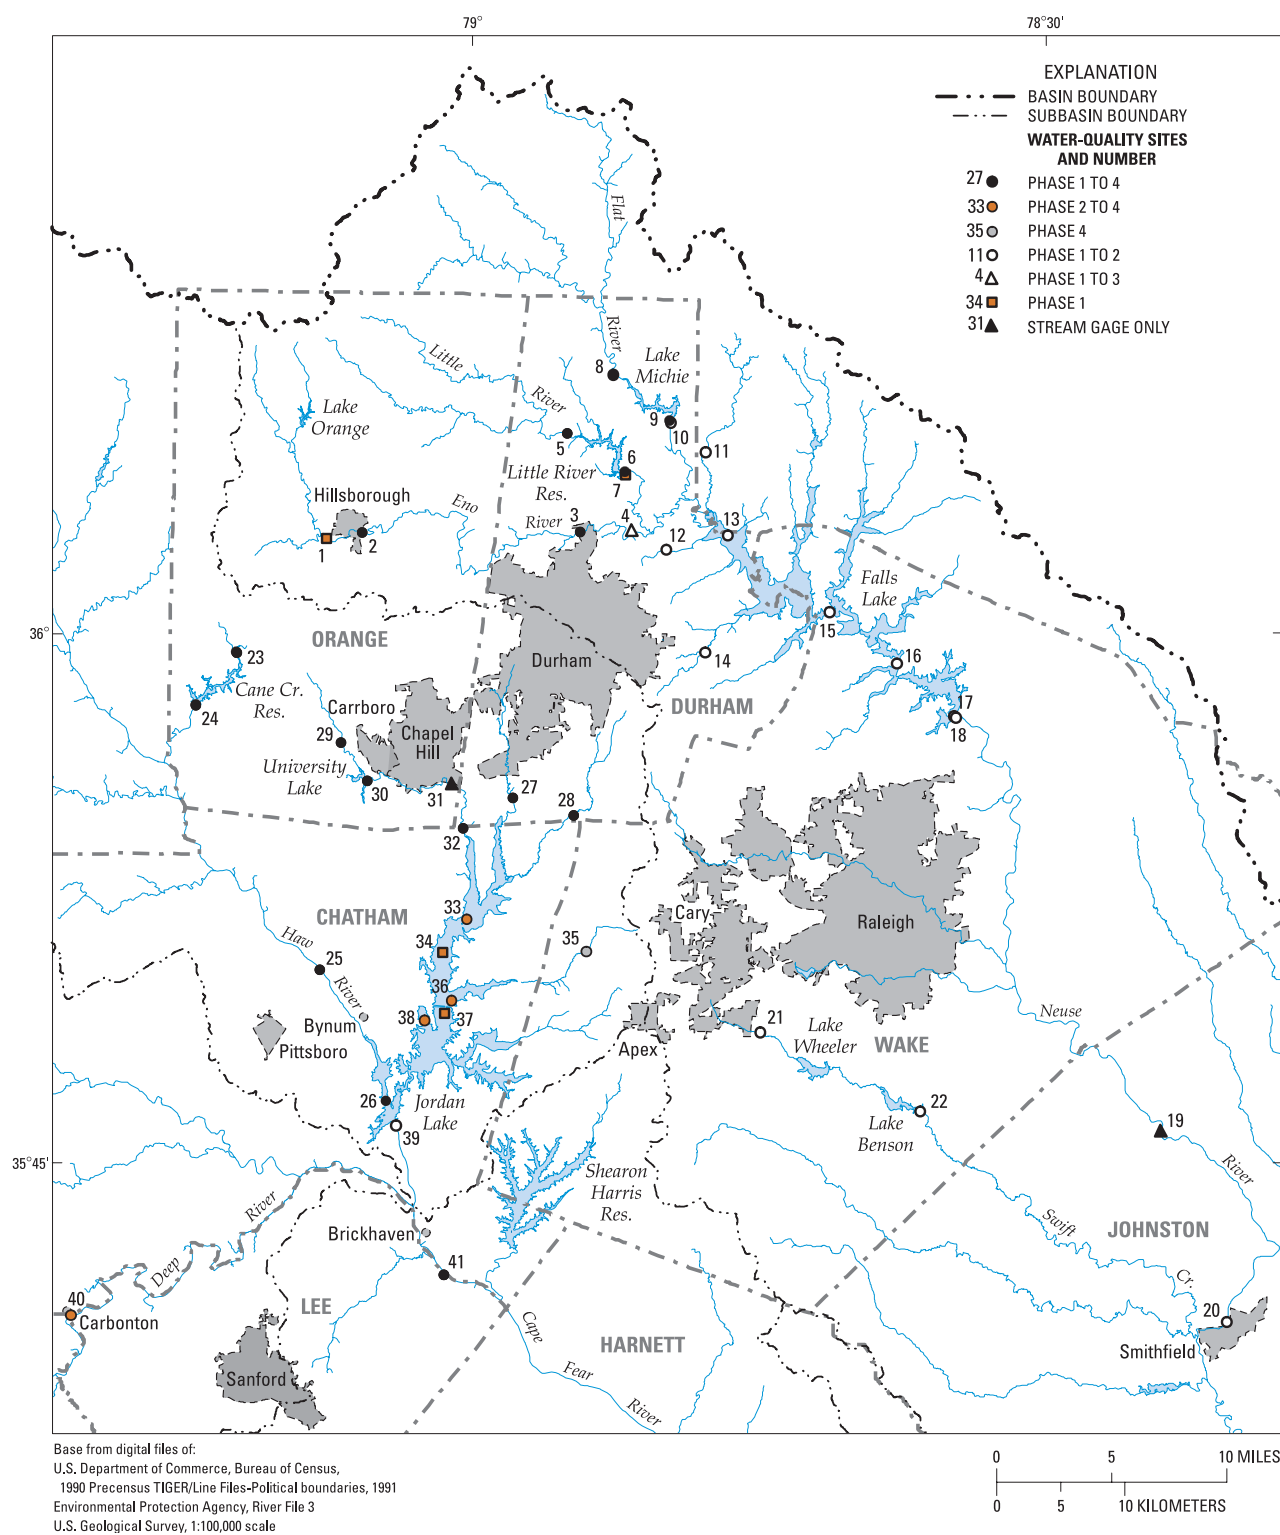 79°
78°30'
EXPLANATION
BASIN BOUNDARY
SUBBASIN BOUNDARY
WATER-QUALITY SITES
AND NUMBER
27 PHASE 1 TO 4
33 PHASE 2 TO 4
35 PHASE 4
11 PHASE 1 TO 2
4 PHASE 1 TO 3
34 PHASE 1
31 STREAM GAGE ONLY
Flat
River
8
Lake
Michie
Little
River
Lake
Orange
9
10
5
11
6
Little River
Res.
7
Hillsborough
Eno
River
3
4
13
1
2
12
Falls
Lake
36°
15
ORANGE
23
Durham
14
16
Cane Cr.
Res.
24
Carrboro
DURHAM
17
29
Chapel
Hill
18
University
Lake
30
31
27
28
32
CHATHAM
33
Cary
Raleigh
Haw
34
35
25
River
36
Bynum
38
37
Neuse
21
Lake
Wheeler
Pittsboro
Apex
WAKE
26
Jordan
Lake
22
19
39
Lake
Benson
35°45'
Shearon
Harris
Res.
River
River
Swift
JOHNSTON
Brickhaven
Deep
41
Cr.
40
LEE
20
Carbonton
Cape
HARNETT
Smithfield
Sanford
Fear
River
Base from digital files of:
U.S. Department of Commerce, Bureau of Census,
1990 Precensus TIGER/Line Files-Political boundaries, 1991
Environmental Protection Agency, River File 3
U.S. Geological Survey, 1:100,000 scale
0 5 10 MILES
0 5 10 KILOMETERS